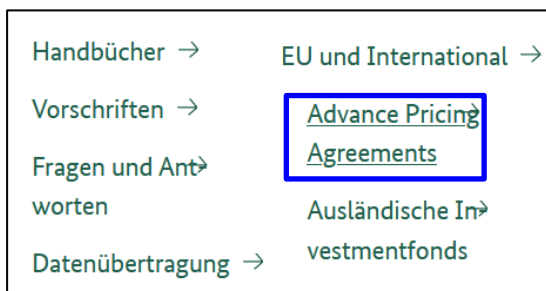 Handbücher →
Vorschriften →
Fragen und Ant-→
worten
Datenübertragung →
EU und International →
Advance Pricing→
Agreements
Ausländische In-→
vestmentfonds